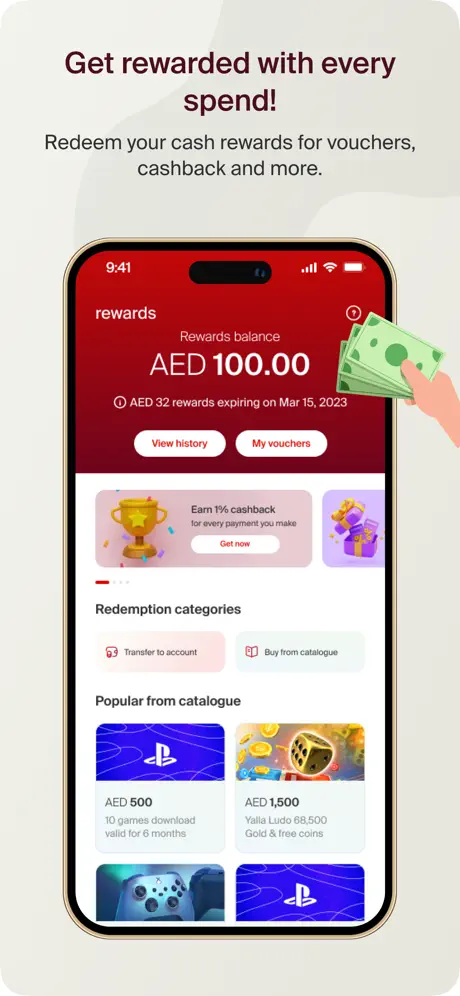 Get rewarded with every
spend!
Redeem your cash rewards for vouchers,
cashback and more.
9:41
rewards
Rewards balance
AED 100.00
AED 32 rewards expiring on Mar 15, 2023
View history
My vouchers
Earn 1% cashback
for every payment you make
Get now
Redemption categories
Transfer to account
Buy from catalogue
Popular from catalogue
AED 500
10 games download
valid for 6 months
AED 1,500
Yalla Ludo 68,500
Gold & free coins